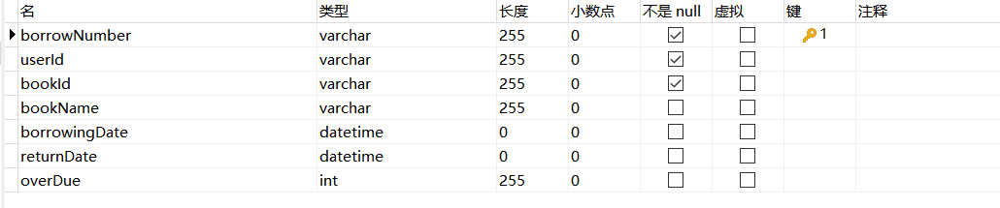 名 类型 长度 小数点 不是 null 虚拟 键 注释
borrowNumber varchar 255 0 1
userId varchar 255 0
bookId varchar 255 0
bookName varchar 255 0
borrowingDate datetime 0 0
returnDate datetime 0 0
overDue int 255 0